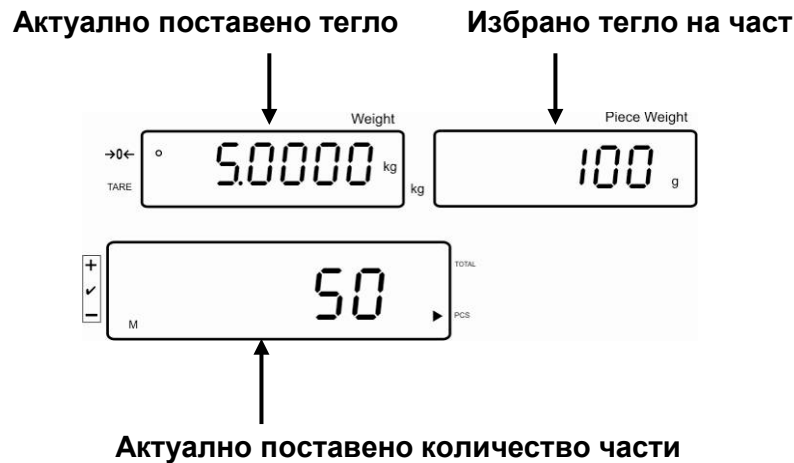 Актуално поставено тегло Избрано тегло на част
Weight Piece Weight
→0← 5.0000 kg 100 g
TARE kg
+ TOTAL
✔ 50
− M ▶ PCS
Актуално поставено количество части